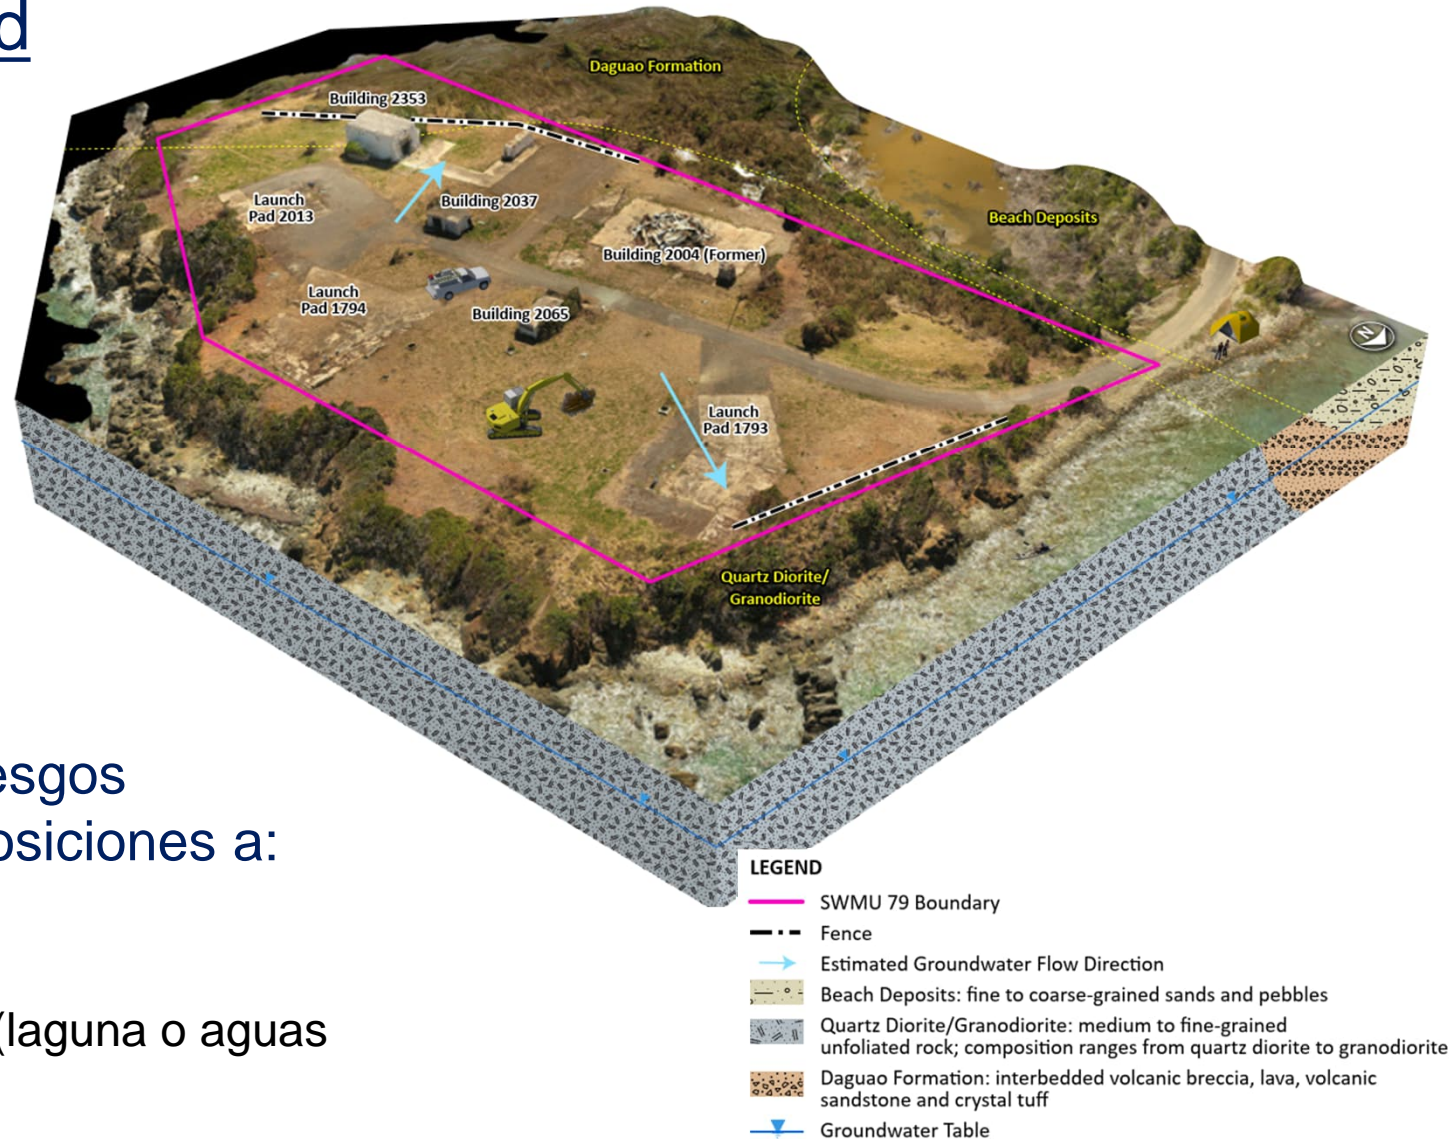 d
Daguao Formation
Building 2353
Launch
Pad 2013
Building 2037
Beach Deposits
Building 2004 (Former)
Launch
Pad 1794
Building 2065
N
Launch
Pad 1793
Quartz Diorite/
Granodiorite
esgos
osiciones a:
(laguna o aguas
LEGEND
SWMU 79 Boundary
Fence
Estimated Groundwater Flow Direction
Beach Deposits: fine to coarse-grained sands and pebbles
Quartz Diorite/Granodiorite: medium to fine-grained
unfoliated rock; composition ranges from quartz diorite to granodiorite
Daguao Formation: interbedded volcanic breccia, lava, volcanic
sandstone and crystal tuff
Groundwater Table